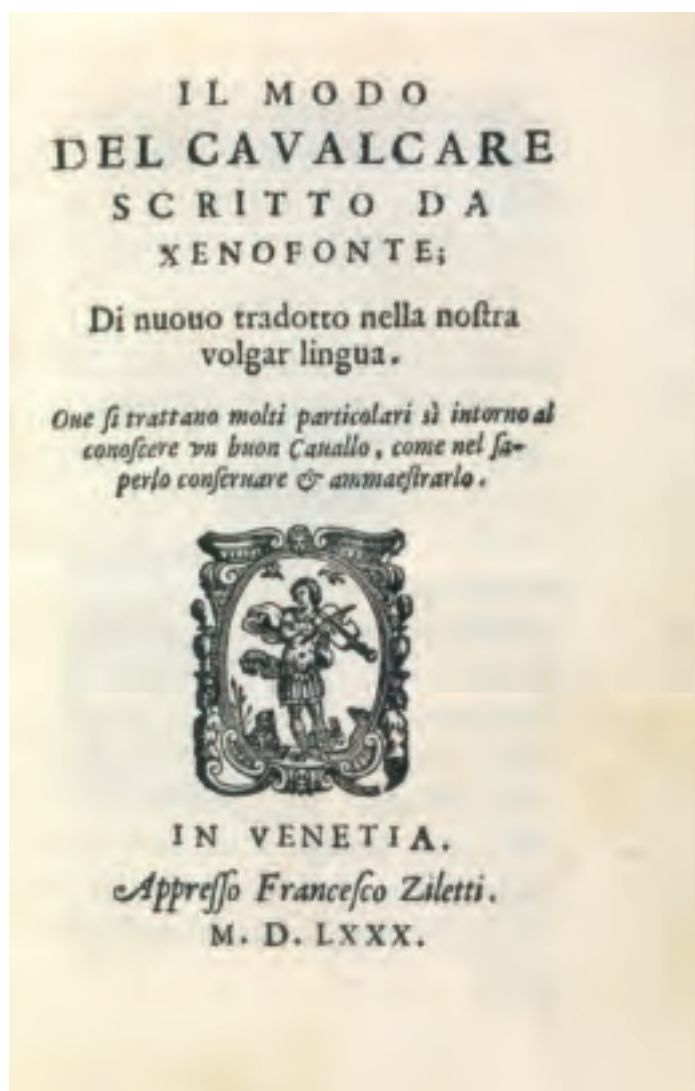 IL MODO
DEL CAVALCARE
SCRITTO DA
XENOFONTE;
Di nuouo tradotto nella noſtra
volgar lingua.
Oue ſi trattano molti particolari sì intorno al
conoſcere vn buon Cauallo, come nel ſa-
perlo conſeruare & ammaeſtrarlo.
IN VENETIA.
Appreſſo Franceſco Ziletti.
M. D. LXXX.